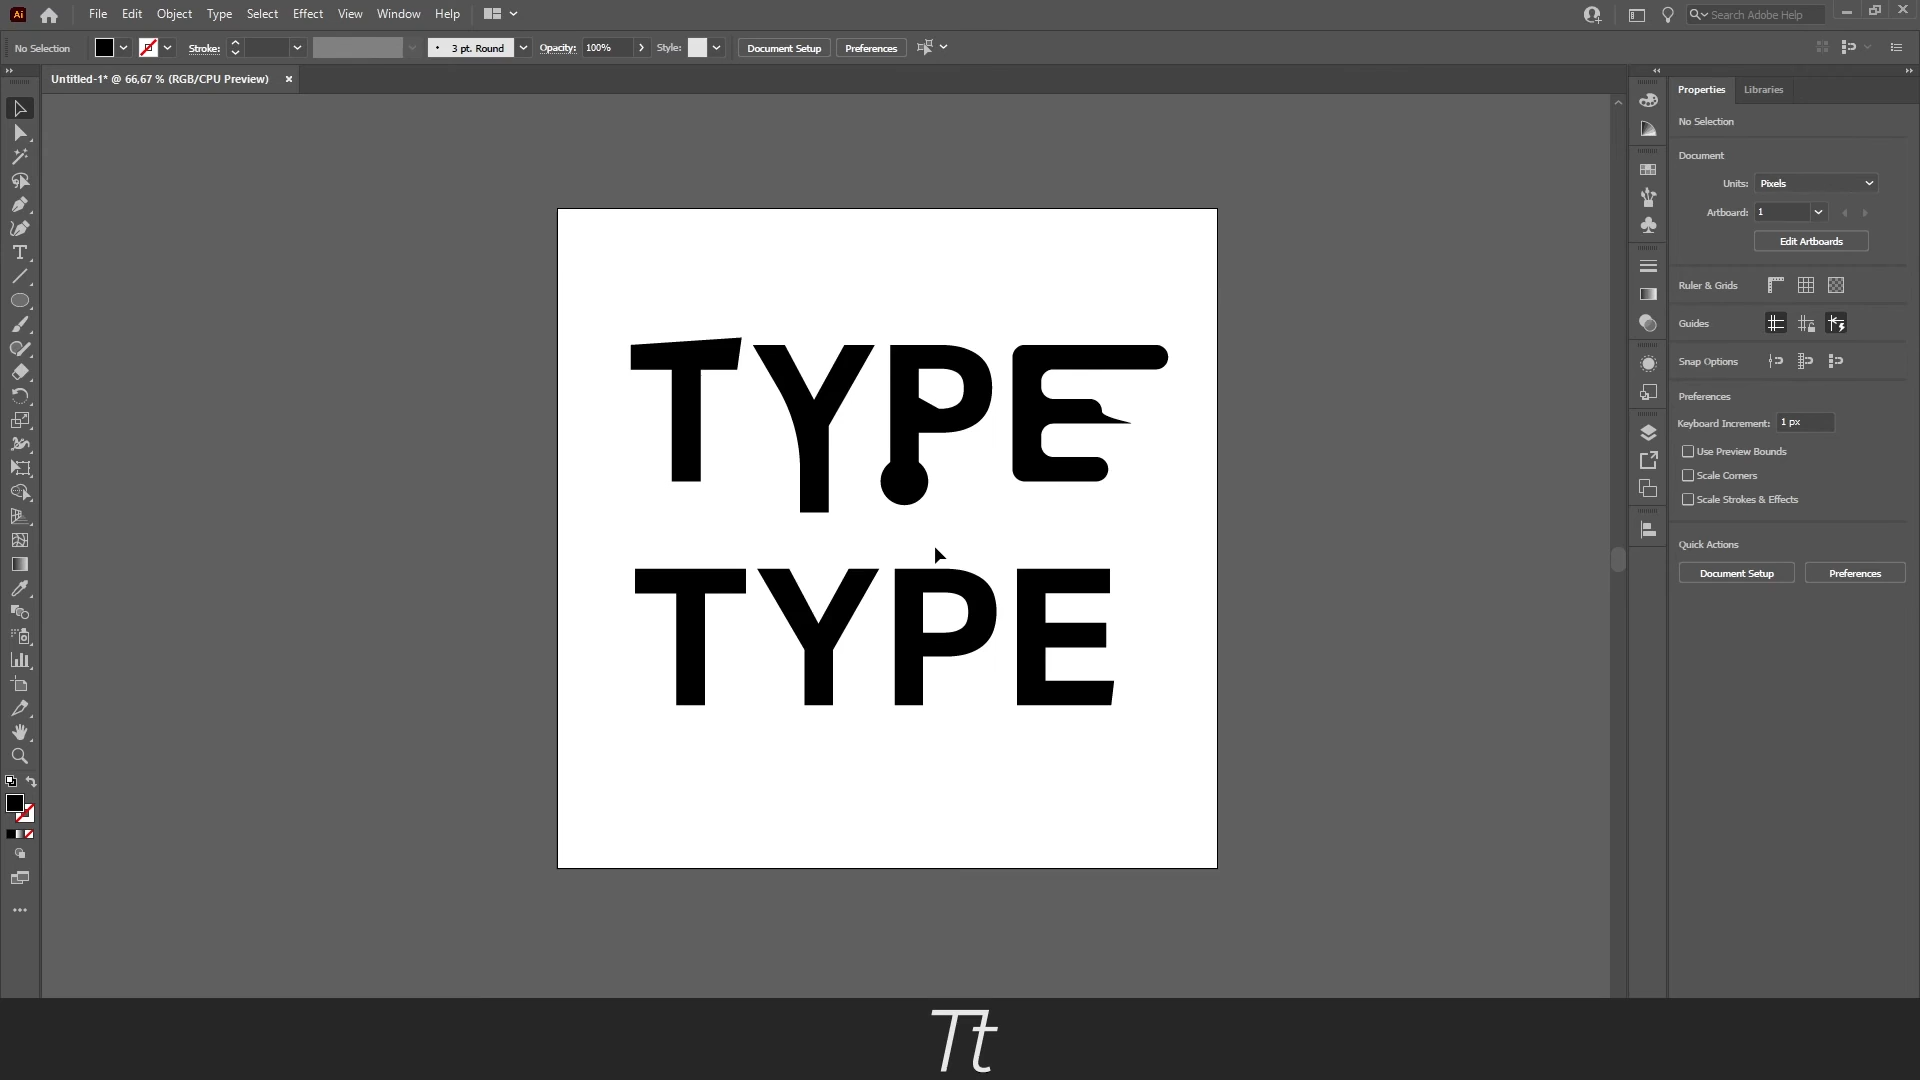 Ai File Edit Object Type Select Effect View Window Help Search Adobe Help
No Selection Stroke: 3 pt. Round Opacity: 100% Style: Document Setup Preferences
Untitled-1* @ 66,67 % (RGB/CPU Preview)
Properties Libraries
No Selection
Document
Units: Pixels
Artboard: 1
Edit Artboards
Ruler & Grids
Guides
Snap Options
Preferences
Keyboard Increment: 1 px
Use Preview Bounds
Scale Corners
Scale Strokes & Effects
Quick Actions
Document Setup Preferences
TYPE
TYPE
Tt